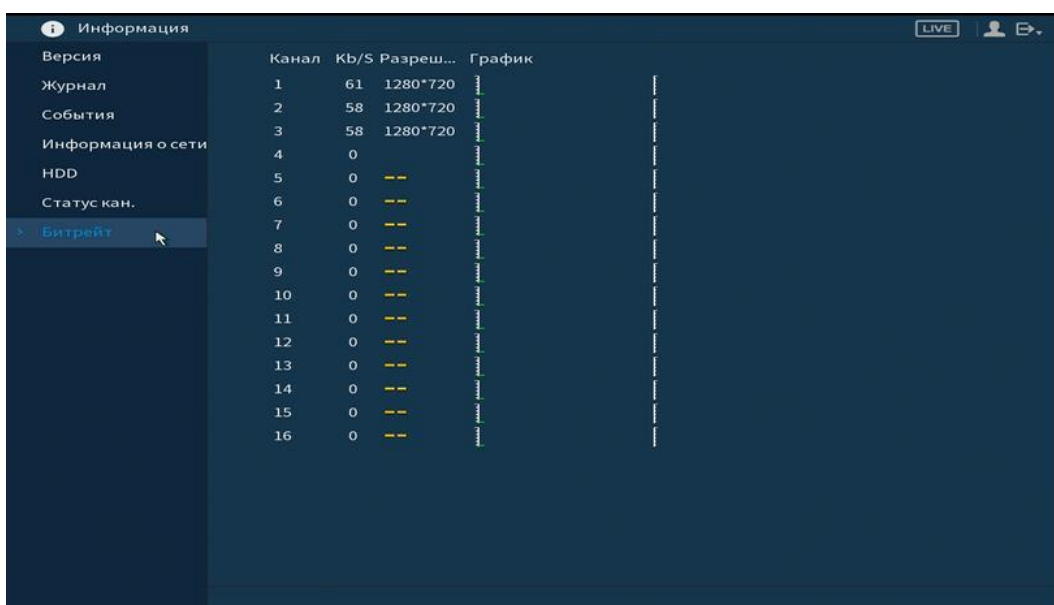 Информация LIVE
Версия
Журнал
События
Информация о сети
HDD
Статус кан.
> Битрейт
Канал Kb/S Разреш... График
1 61 1280*720
2 58 1280*720
3 58 1280*720
4 0
5 0 --
6 0 --
7 0 --
8 0 --
9 0 --
10 0 --
11 0 --
12 0 --
13 0 --
14 0 --
15 0 --
16 0 --